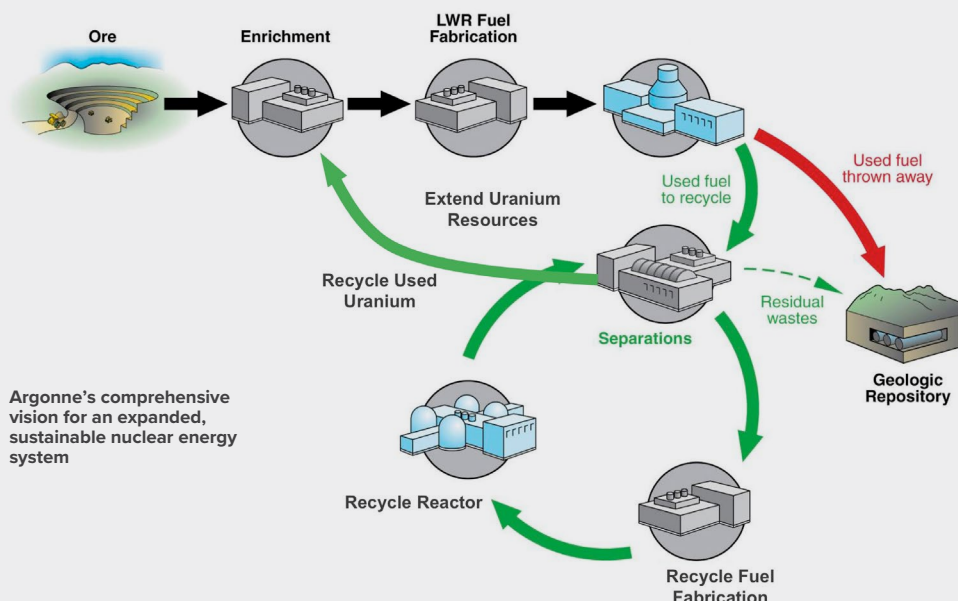 Ore
Enrichment
LWR Fuel
Fabrication
Used fuel
to recycle
Used fuel
thrown away
Extend Uranium
Resources
Recycle Used
Uranium
Separations
Residual
wastes
Geologic
Repository
Argonne’s comprehensive
vision for an expanded,
sustainable nuclear energy
system
Recycle Reactor
Recycle Fuel
Fabrication